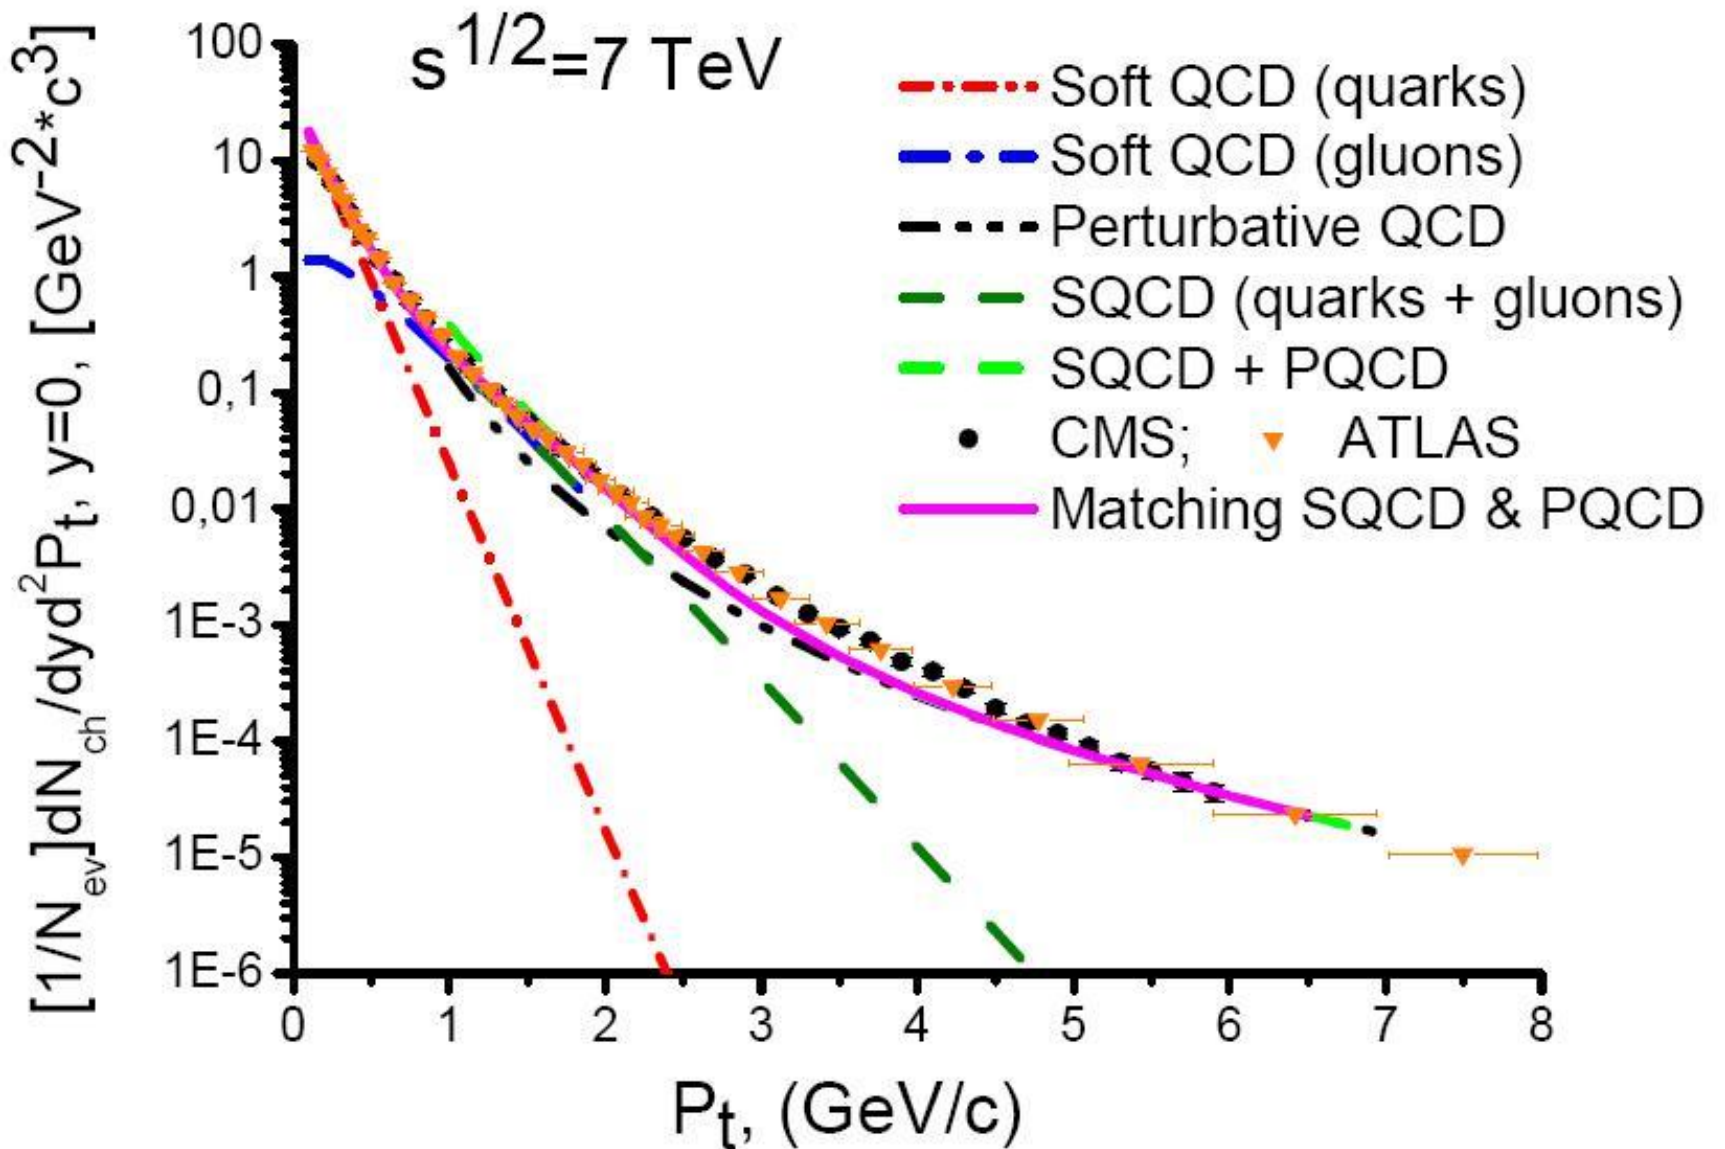 s^1/2=7 TeV
[1/N_ev]dN_ch/dyd^2P_t, y=0, [GeV^-2*c^3]
100
10
1
0,1
0,01
1E-3
1E-4
1E-5
1E-6
0 1 2 3 4 5 6 7 8
P_t, (GeV/c)
Soft QCD (quarks)
Soft QCD (gluons)
Perturbative QCD
SQCD (quarks + gluons)
SQCD + PQCD
CMS; ATLAS
Matching SQCD & PQCD